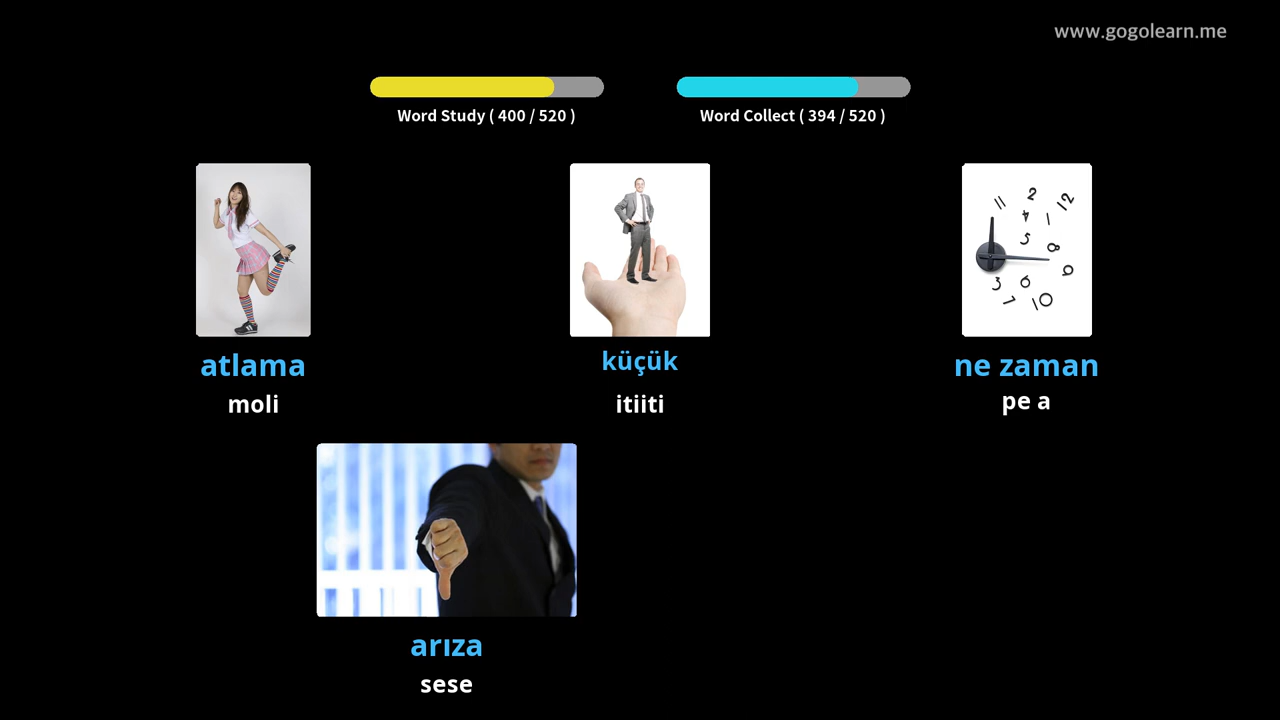 www.gogolearn.me
Word Study ( 400 / 520 )
Word Collect ( 394 / 520 )
atlama
moli
küçük
itiiti
ne zaman
pe a
arıza
sese